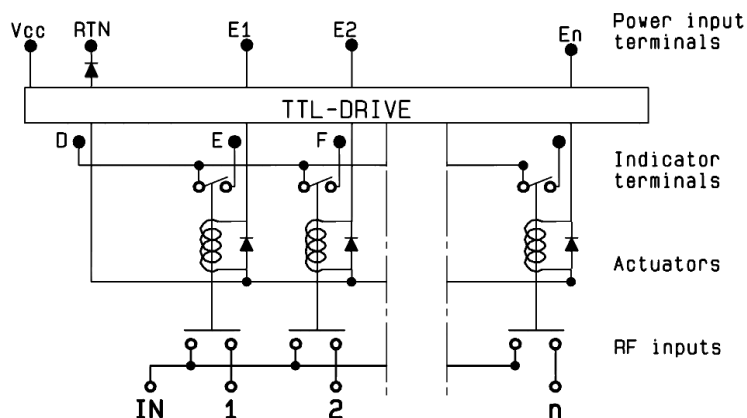 Vcc RTN E1 E2 En Power input
terminals
TTL-DRIVE
D E F Indicator
terminals
Actuators
RF inputs
IN 1 2 n